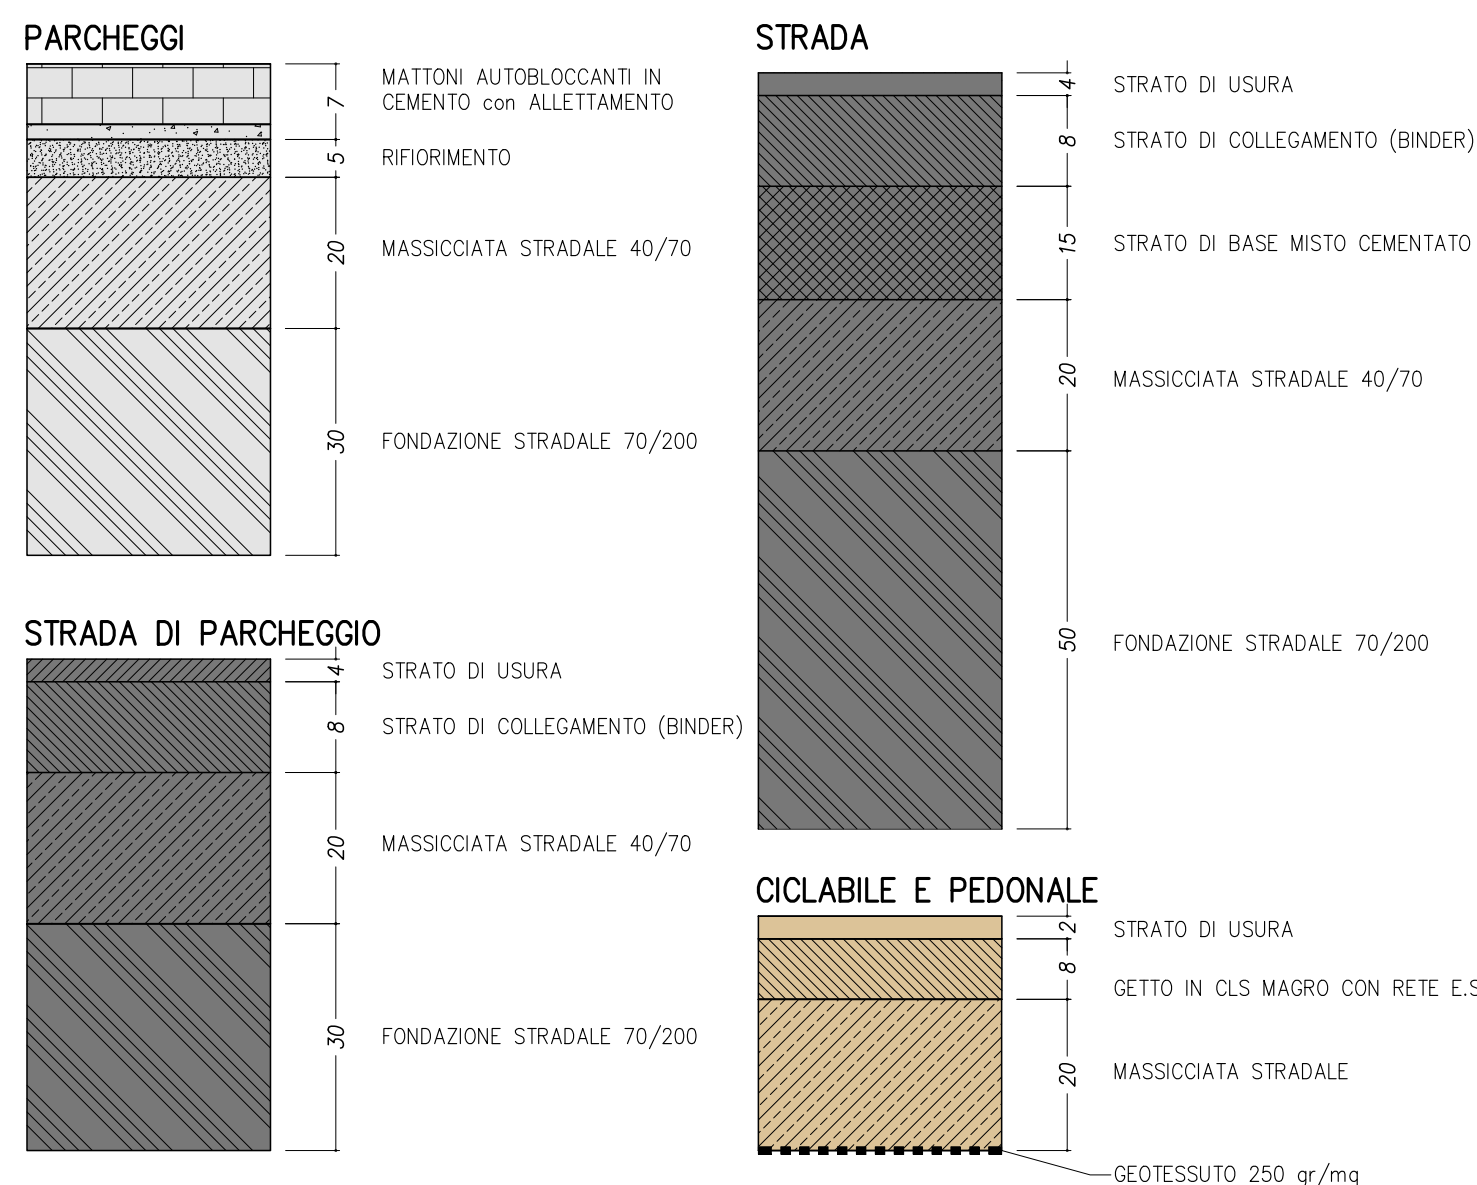 PARCHEGGI
7
MATTONI AUTOBLOCCANTI IN
CEMENTO con ALLETTAMENTO
5
RIFIORIMENTO
20
MASSICCIATA STRADALE 40/70
30
FONDAZIONE STRADALE 70/200
STRADA DI PARCHEGGIO
4
STRATO DI USURA
8
STRATO DI COLLEGAMENTO (BINDER)
20
MASSICCIATA STRADALE 40/70
30
FONDAZIONE STRADALE 70/200
STRADA
4
STRATO DI USURA
8
STRATO DI COLLEGAMENTO (BINDER)
15
STRATO DI BASE MISTO CEMENTATO
20
MASSICCIATA STRADALE 40/70
50
FONDAZIONE STRADALE 70/200
CICLABILE E PEDONALE
2
STRATO DI USURA
8
GETTO IN CLS MAGRO CON RETE
20
MASSICCIATA STRADALE
GEOTESSUTO 250 gr/mq